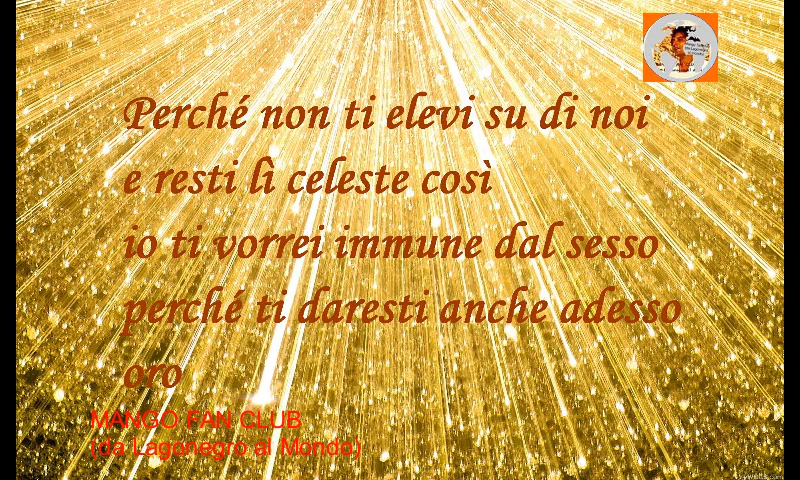 Perché non ti elevi su di noi
e resti lì celeste così
io ti vorrei immune dal sesso
perché ti daresti anche adesso
oro
MANGO FAN CLUB
(da Lagonegro al Mondo)